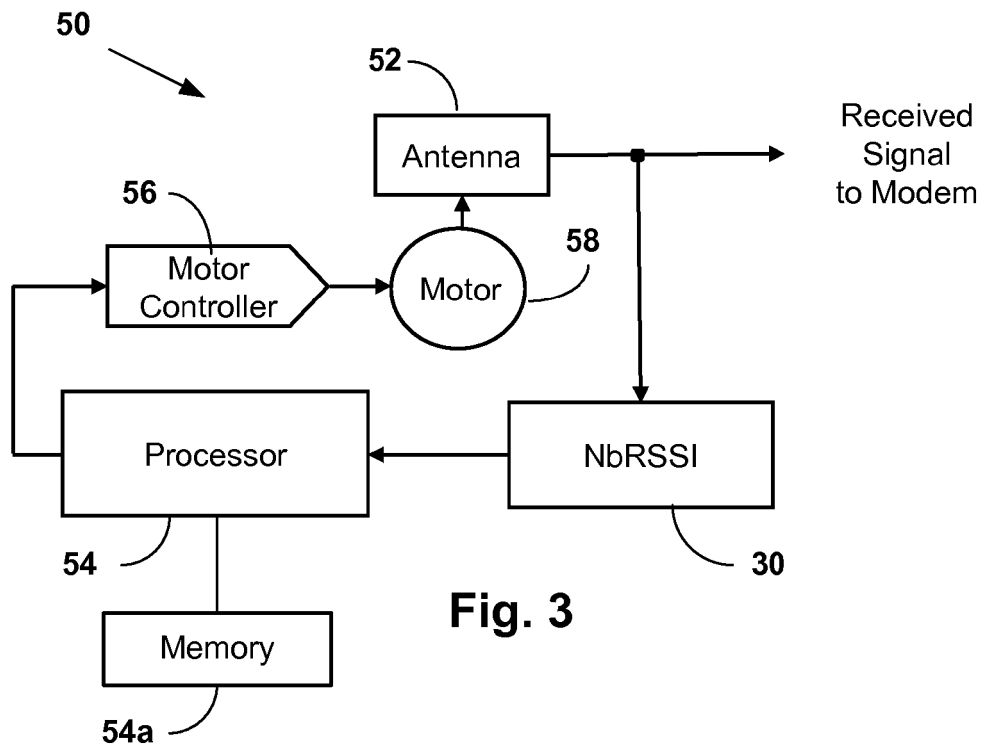 50
52
Antenna
Received
Signal
to Modem
56
Motor
Controller
Motor
58
Processor
NbRSSI
54
30
Fig. 3
Memory
54a